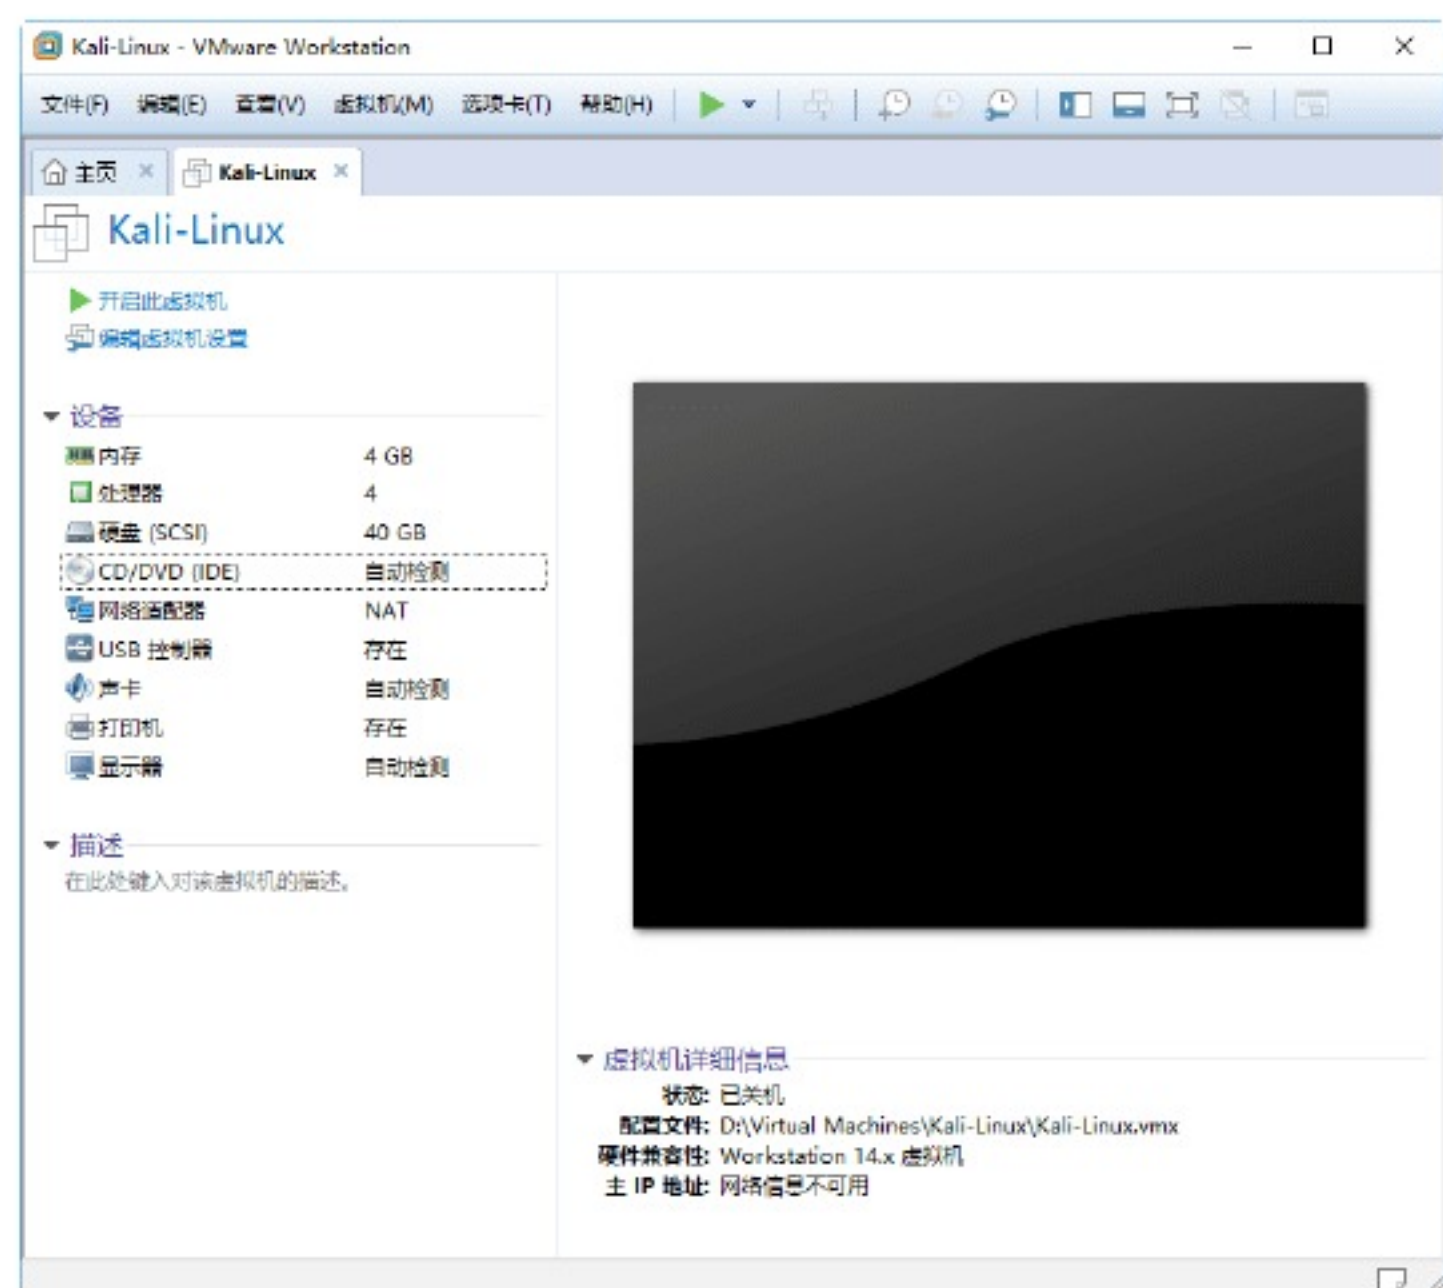 Kali-Linux - VMware Workstation
文件(F) 编辑(E) 查看(V) 虚拟机(M) 选项卡(T) 帮助(H)
主页 Kali-Linux
Kali-Linux
开启此虚拟机
编辑虚拟机设置
设备
内存 4 GB
处理器 4
硬盘 (SCSI) 40 GB
CD/DVD (IDE) 自动检测
网络适配器 NAT
USB 控制器 存在
声卡 自动检测
打印机 存在
显示器 自动检测
描述
在此处键入对该虚拟机的描述。
虚拟机详细信息
状态: 已关机
配置文件: D:\Virtual Machines\Kali-Linux\Kali-Linux.vmx
硬件兼容性: Workstation 14.x 虚拟机
主 IP 地址: 网络信息不可用